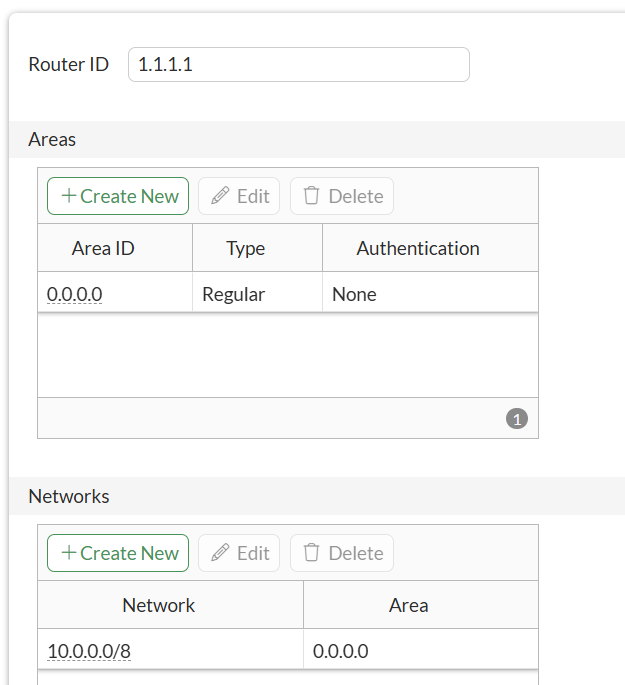 Router ID 1.1.1.1
Areas
+Create New Edit Delete
Area ID Type Authentication
0.0.0.0 Regular None
1
Networks
+Create New Edit Delete
Network Area
10.0.0.0/8 0.0.0.0